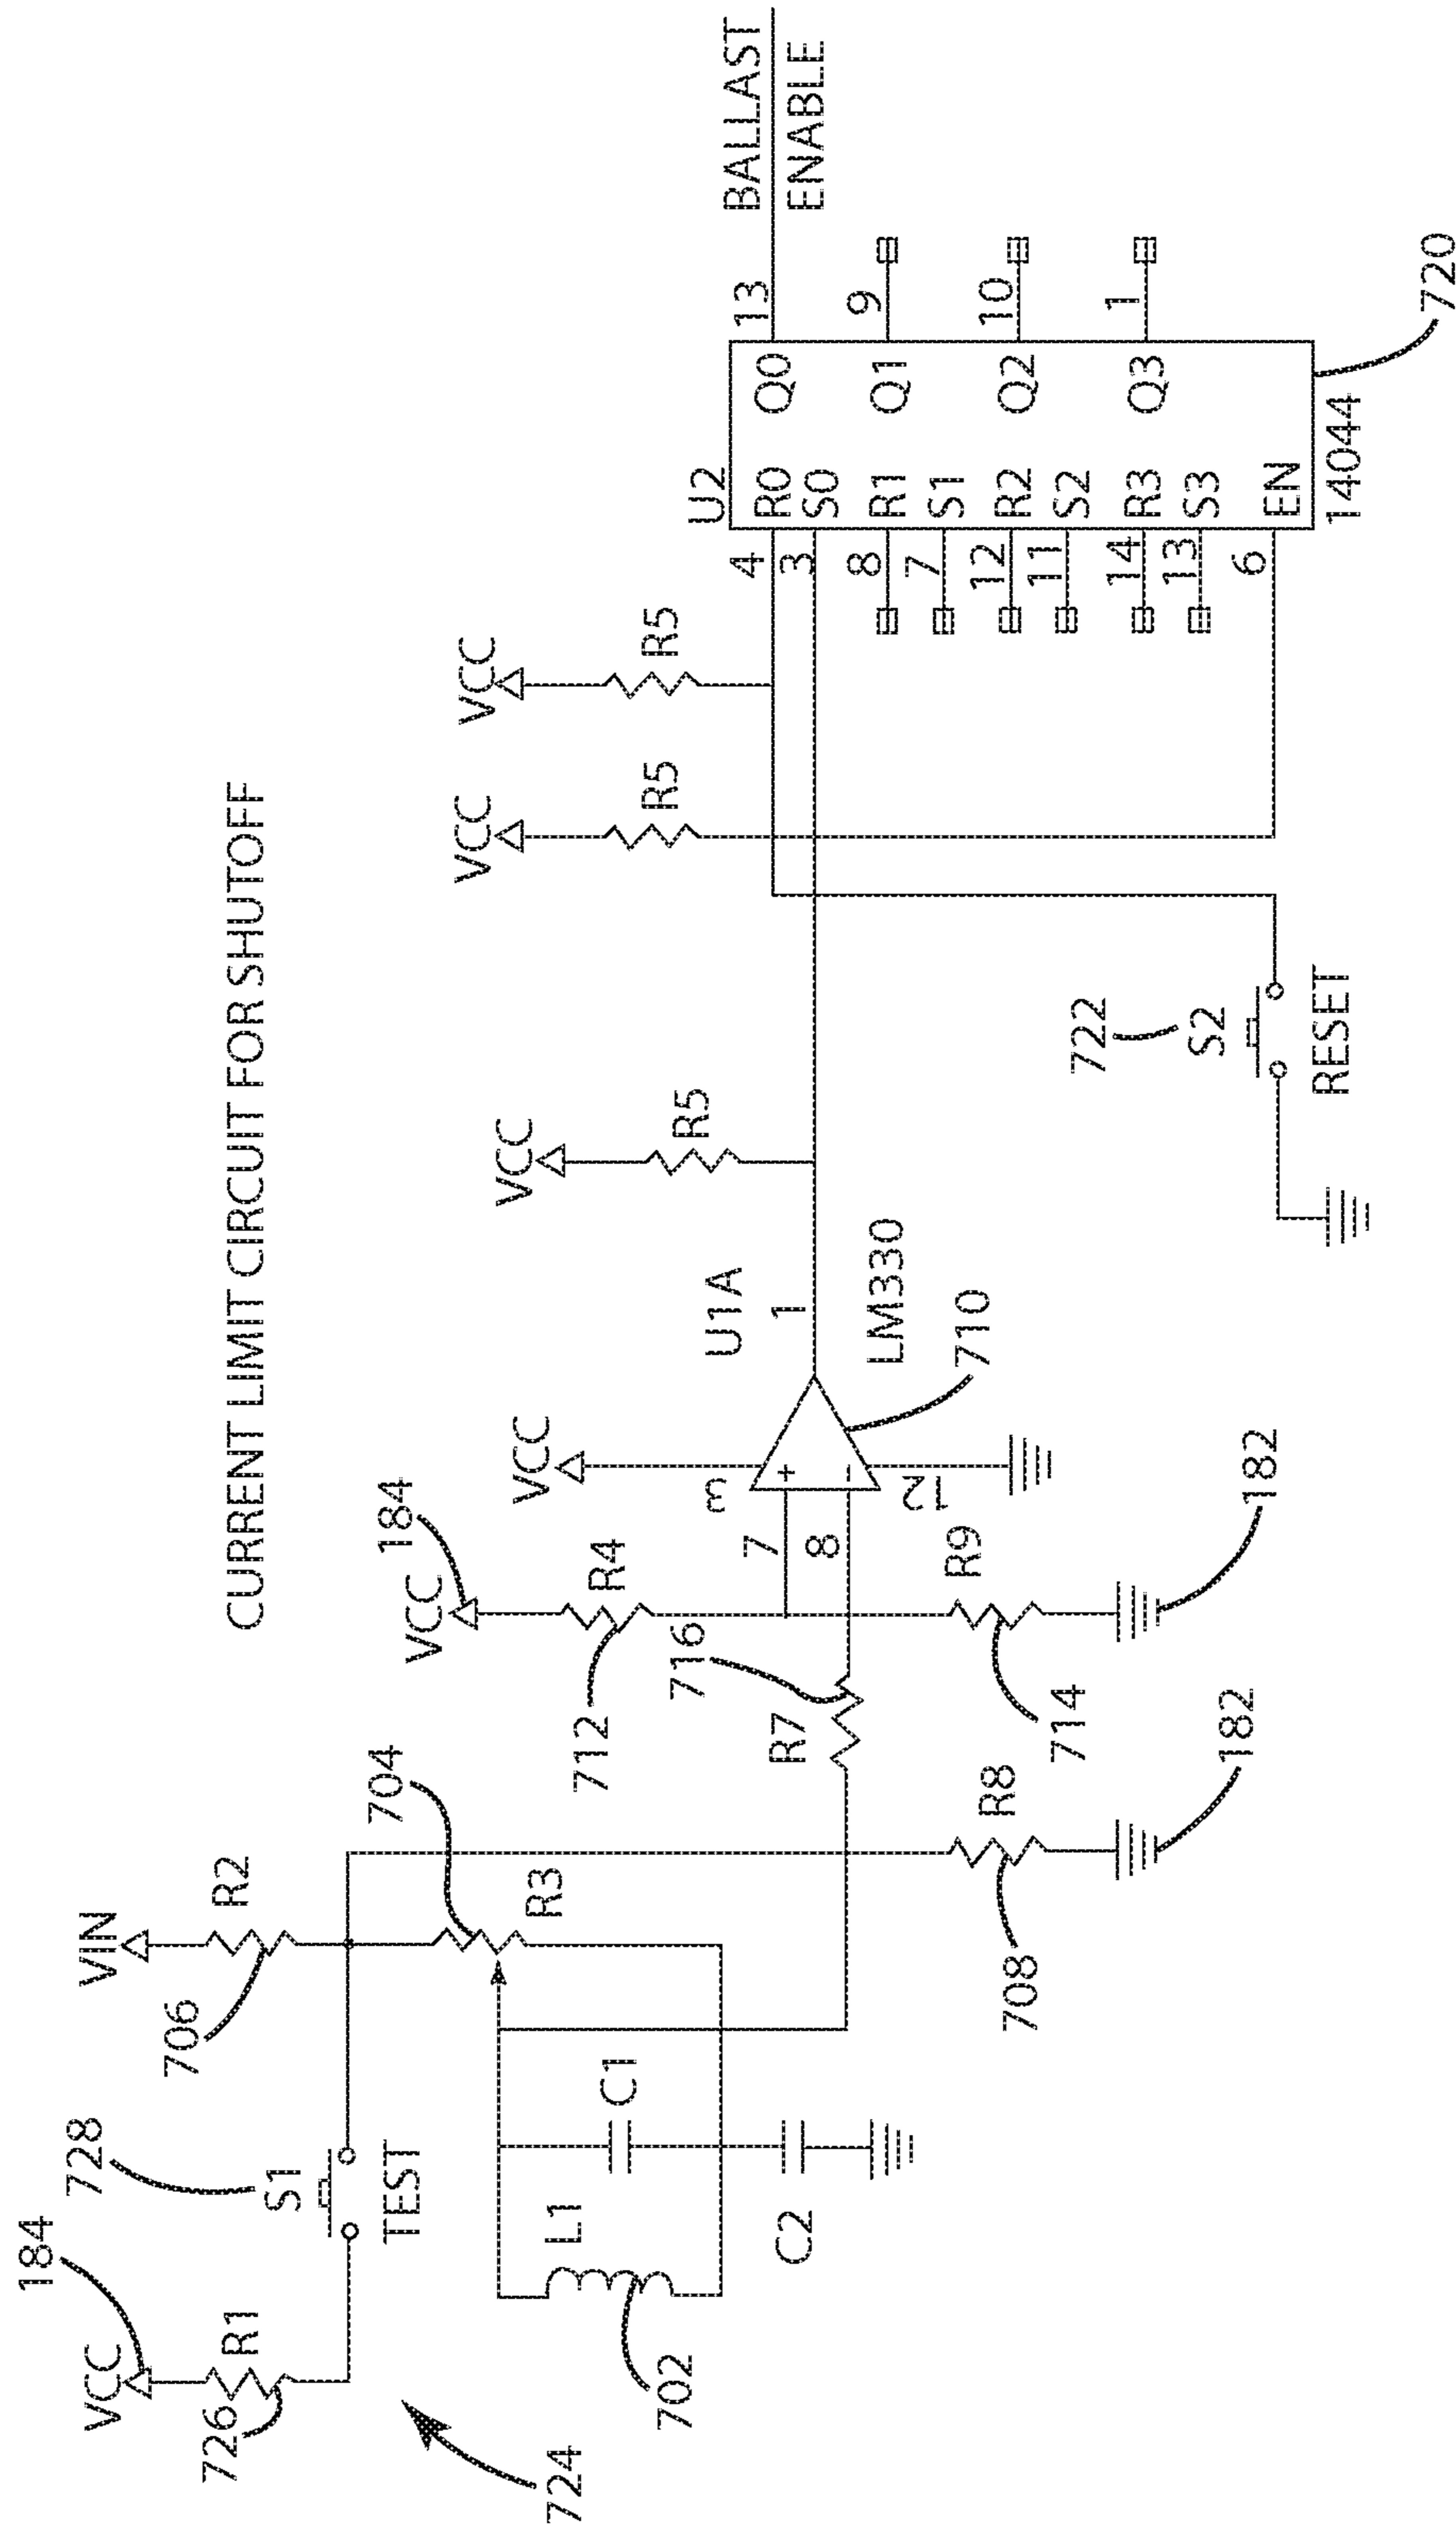 CURRENT LIMIT CIRCUIT FOR SHUTOFF
184
VCC
R1
726
724
728
S1
TEST
706
VIN
R2
704
R3
L1
702
C1
C2
R8
708
182
R7
716
712
VCC
184
R4
R9
714
182
VCC
3
7
8
+
−
12
U1A
1
LM330
710
VCC
R5
722
S2
RESET
VCC
R5
VCC
R5
U2
4
R0
3
S0
8
R1
7
S1
12
R2
11
S2
14
R3
13
S3
6
EN
Q0
13
BALLAST
ENABLE
Q1
9
Q2
10
Q3
1
14044
720